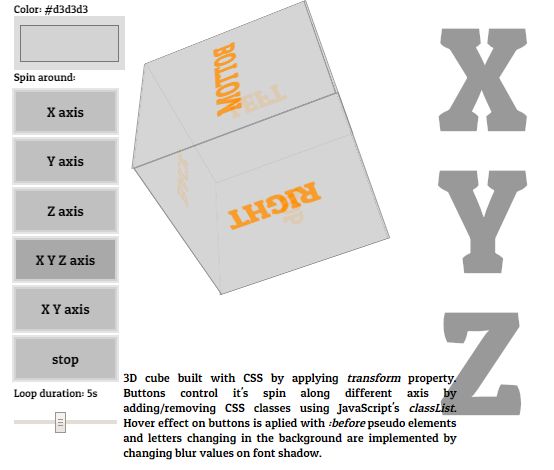 Color: #d3d3d3
Spin around:
X axis
Y axis
Z axis
X Y Z axis
X Y axis
stop
Loop duration: 5s
BOTTOM
LEFT
RIGHT
X
Y
Z
3D cube built with CSS by applying transform property.
Buttons control it's spin along different axis by
adding/removing CSS classes using JavaScript's classList.
Hover effect on buttons is aplied with :before pseudo elements
and letters changing in the background are implemented by
changing blur values on font shadow.